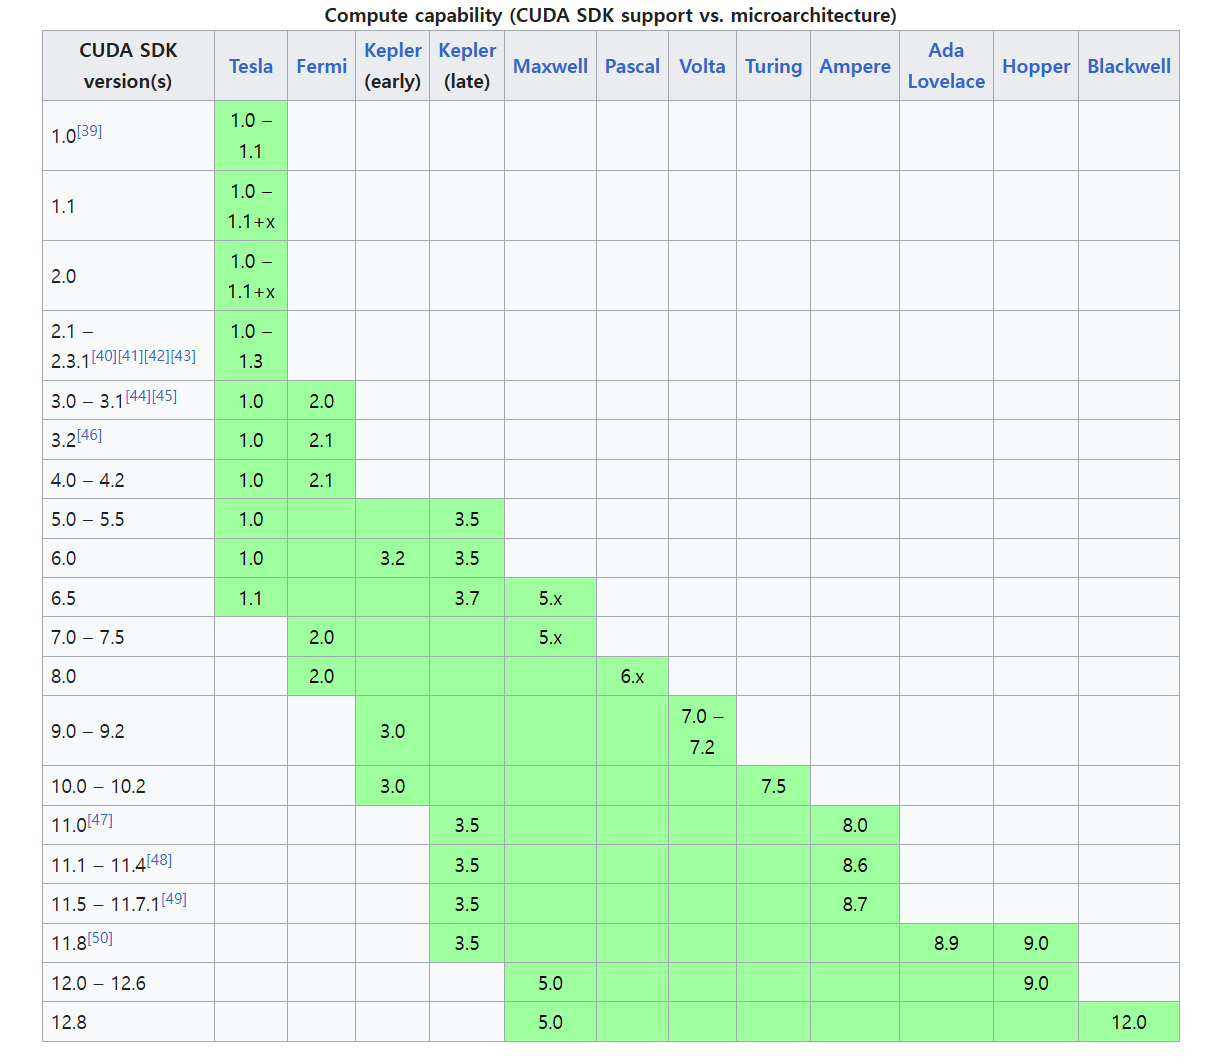 Compute capability (CUDA SDK support vs. microarchitecture)
CUDA SDK version(s) Tesla Fermi Kepler (early) Kepler (late) Maxwell Pascal Volta Turing Ampere Ada Lovelace Hopper Blackwell
1.0[39] 1.0 – 1.1
1.1 1.0 – 1.1+x
2.0 1.0 – 1.1+x
2.1 – 2.3.1[40][41][42][43] 1.0 – 1.3
3.0 – 3.1[44][45] 1.0 2.0
3.2[46] 1.0 2.1
4.0 – 4.2 1.0 2.1
5.0 – 5.5 1.0 3.5
6.0 1.0 3.2 3.5
6.5 1.1 3.7 5.x
7.0 – 7.5 2.0 5.x
8.0 2.0 6.x
9.0 – 9.2 3.0 7.0 – 7.2
10.0 – 10.2 3.0 7.5
11.0[47] 3.5 8.0
11.1 – 11.4[48] 3.5 8.6
11.5 – 11.7.1[49] 3.5 8.7
11.8[50] 3.5 8.9 9.0
12.0 – 12.6 5.0 9.0
12.8 5.0 12.0